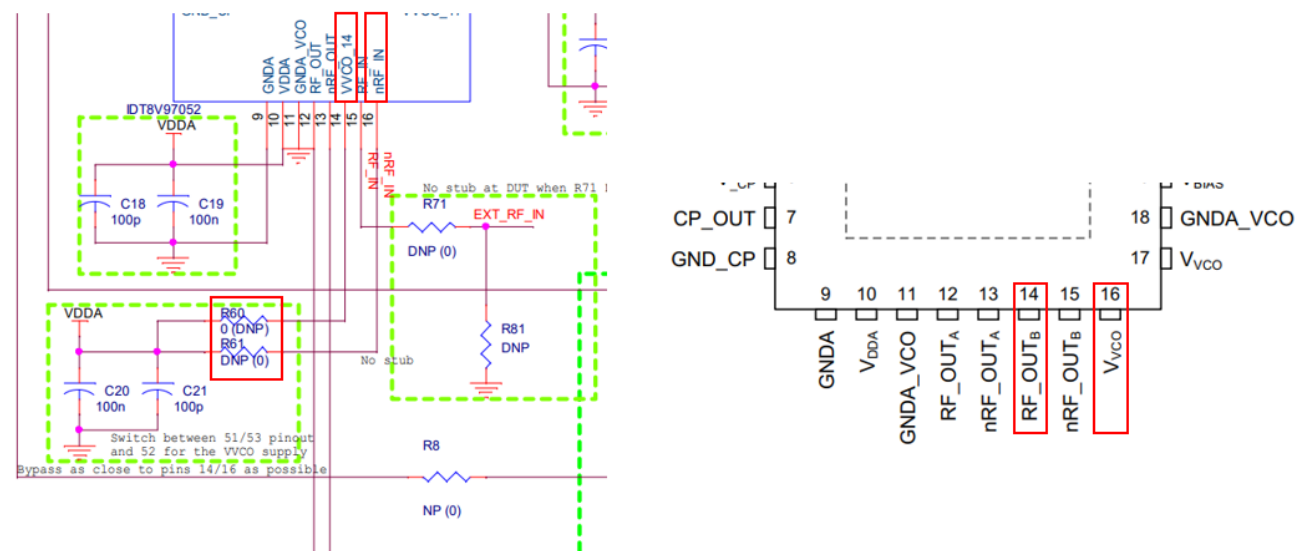 GNDA
VDDA
GNDA_VCO
RF_OUT
nRF_OUT
VVCO_14
RF_IN
nRF_IN
IDT8V97052
9
10
11
12
13
14
15
16
VDDA
C18
100p
C19
100n
nRF_IN
RF_IN
No stub at DUT when R71
R71
EXT_RF_IN
DNP (0)
R81
DNP
VDDA
R60
0 (DNP)
R61
DNP (0)
No stub
C20
100n
C21
100p
Switch between 51/53 pinout
and 52 for the VVCO supply
Bypass as close to pins 14/16 as possible
R8
NP (0)
CP_OUT 7
18 GNDA_VCO
GND_CP 8
17 VVCO
9
10
11
12
13
14
15
16
GNDA
VDDA
GNDA_VCO
RF_OUTA
nRF_OUTA
RF_OUTB
nRF_OUTB
VVCO